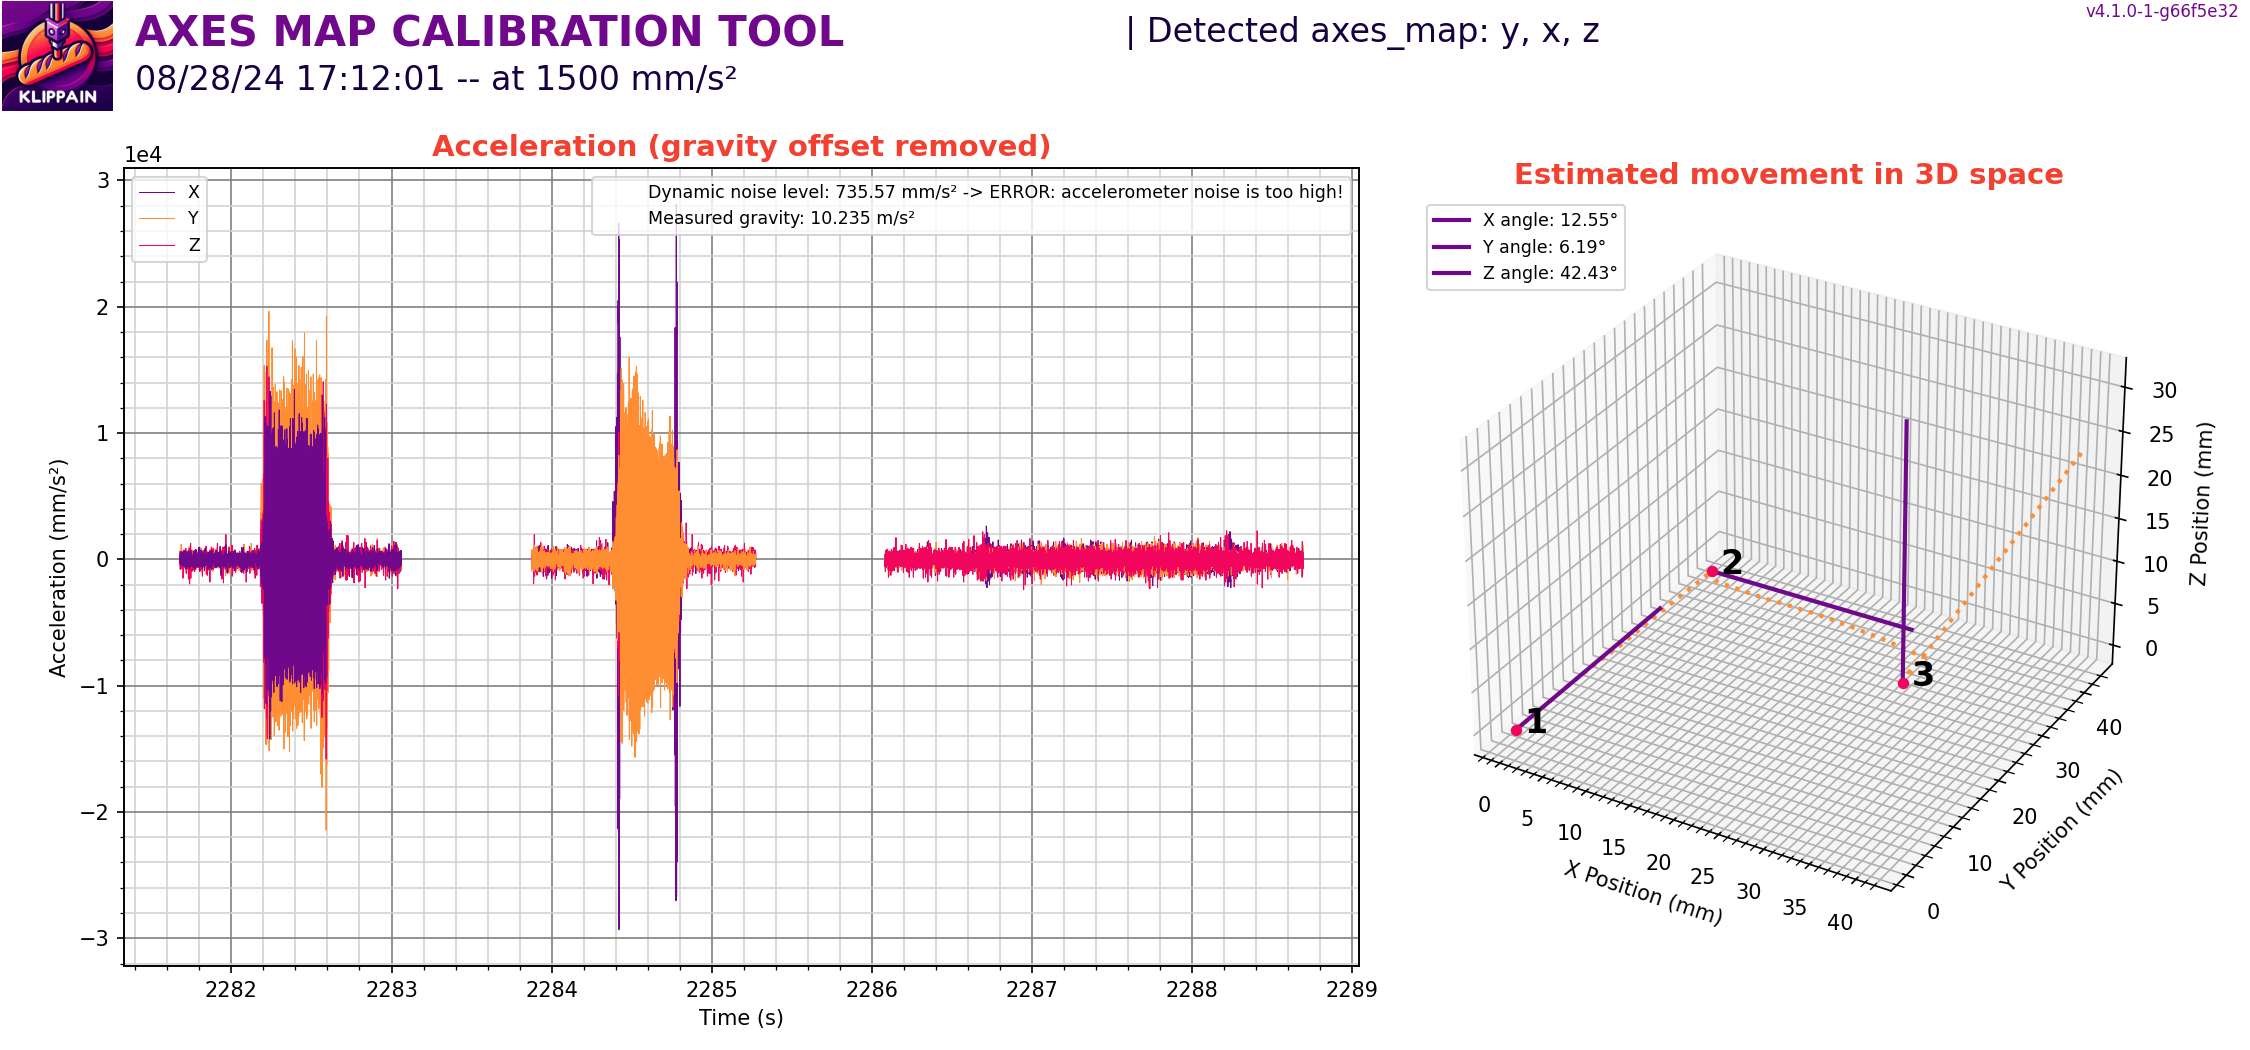 KLIPPAIN
AXES MAP CALIBRATION TOOL
08/28/24 17:12:01 -- at 1500 mm/s²
| Detected axes_map: y, x, z
v4.1.0-1-g66f5e32
Acceleration (gravity offset removed)
1e4
X
Y
Z
Dynamic noise level: 735.57 mm/s² -> ERROR: accelerometer noise is too high!
Measured gravity: 10.235 m/s²
3
2
1
0
−1
−2
−3
Acceleration (mm/s²)
2282
2283
2284
2285
2286
2287
2288
2289
Time (s)
Estimated movement in 3D space
X angle: 12.55°
Y angle: 6.19°
Z angle: 42.43°
1
2
3
0
5
10
15
20
25
30
35
40
X Position (mm)
0
10
20
30
40
Y Position (mm)
30
25
20
15
10
5
0
Z Position (mm)